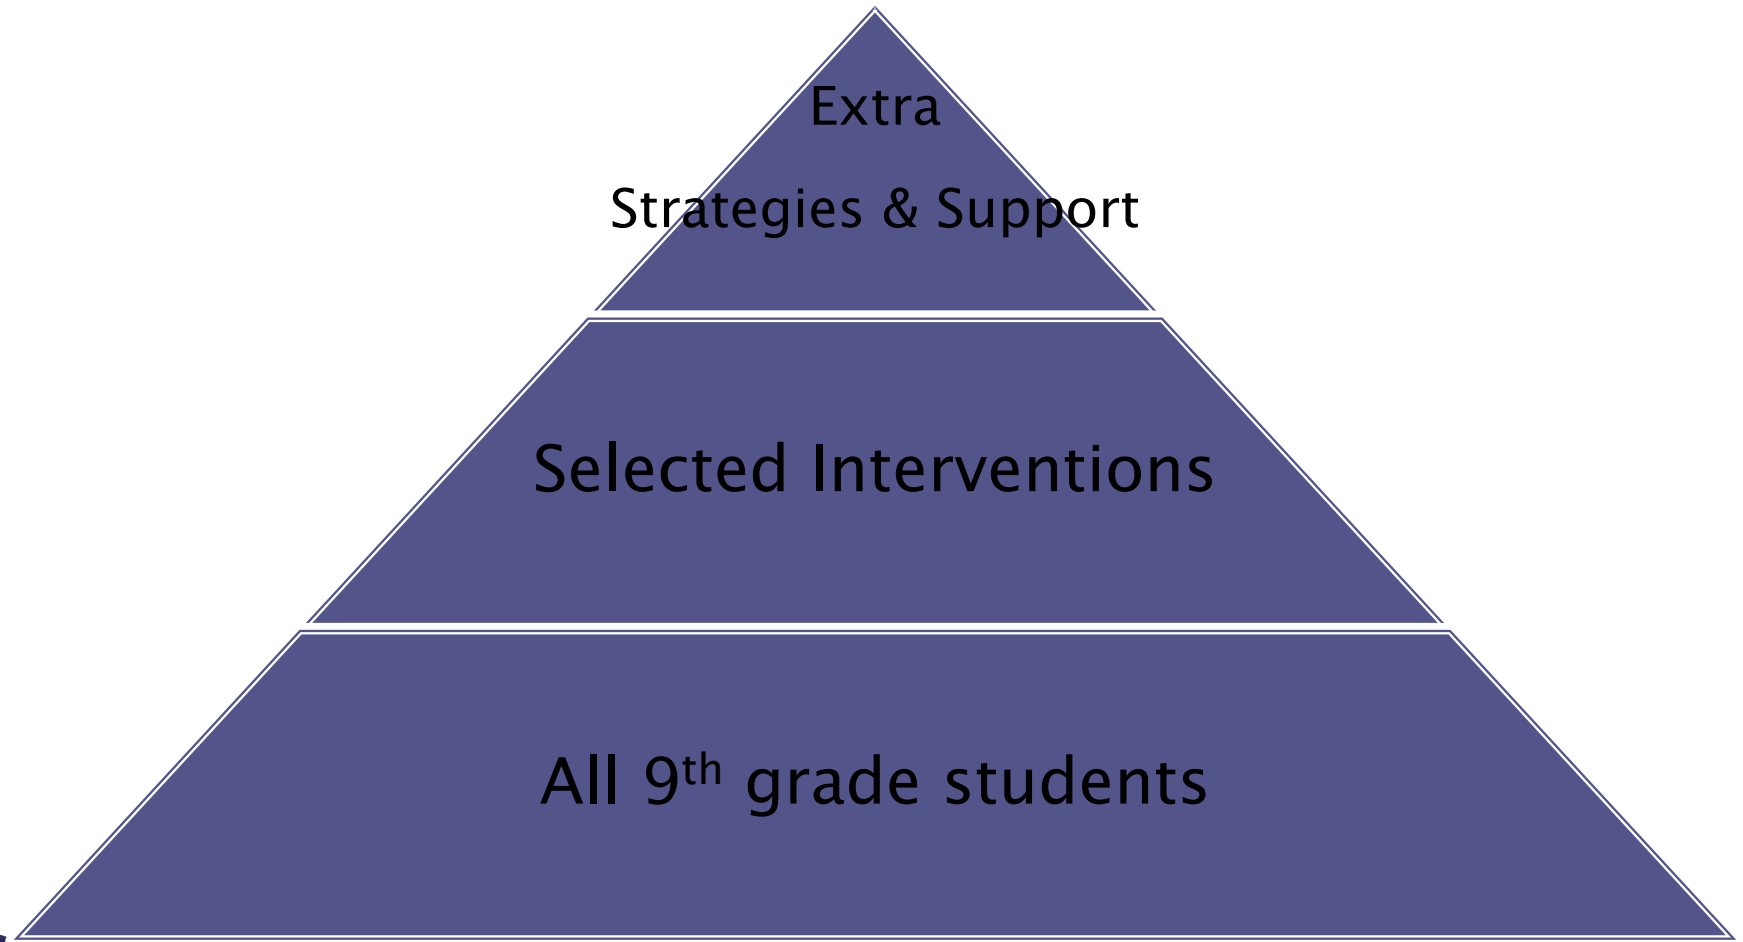 Extra
Strategies & Support
Selected Interventions
All 9th grade students